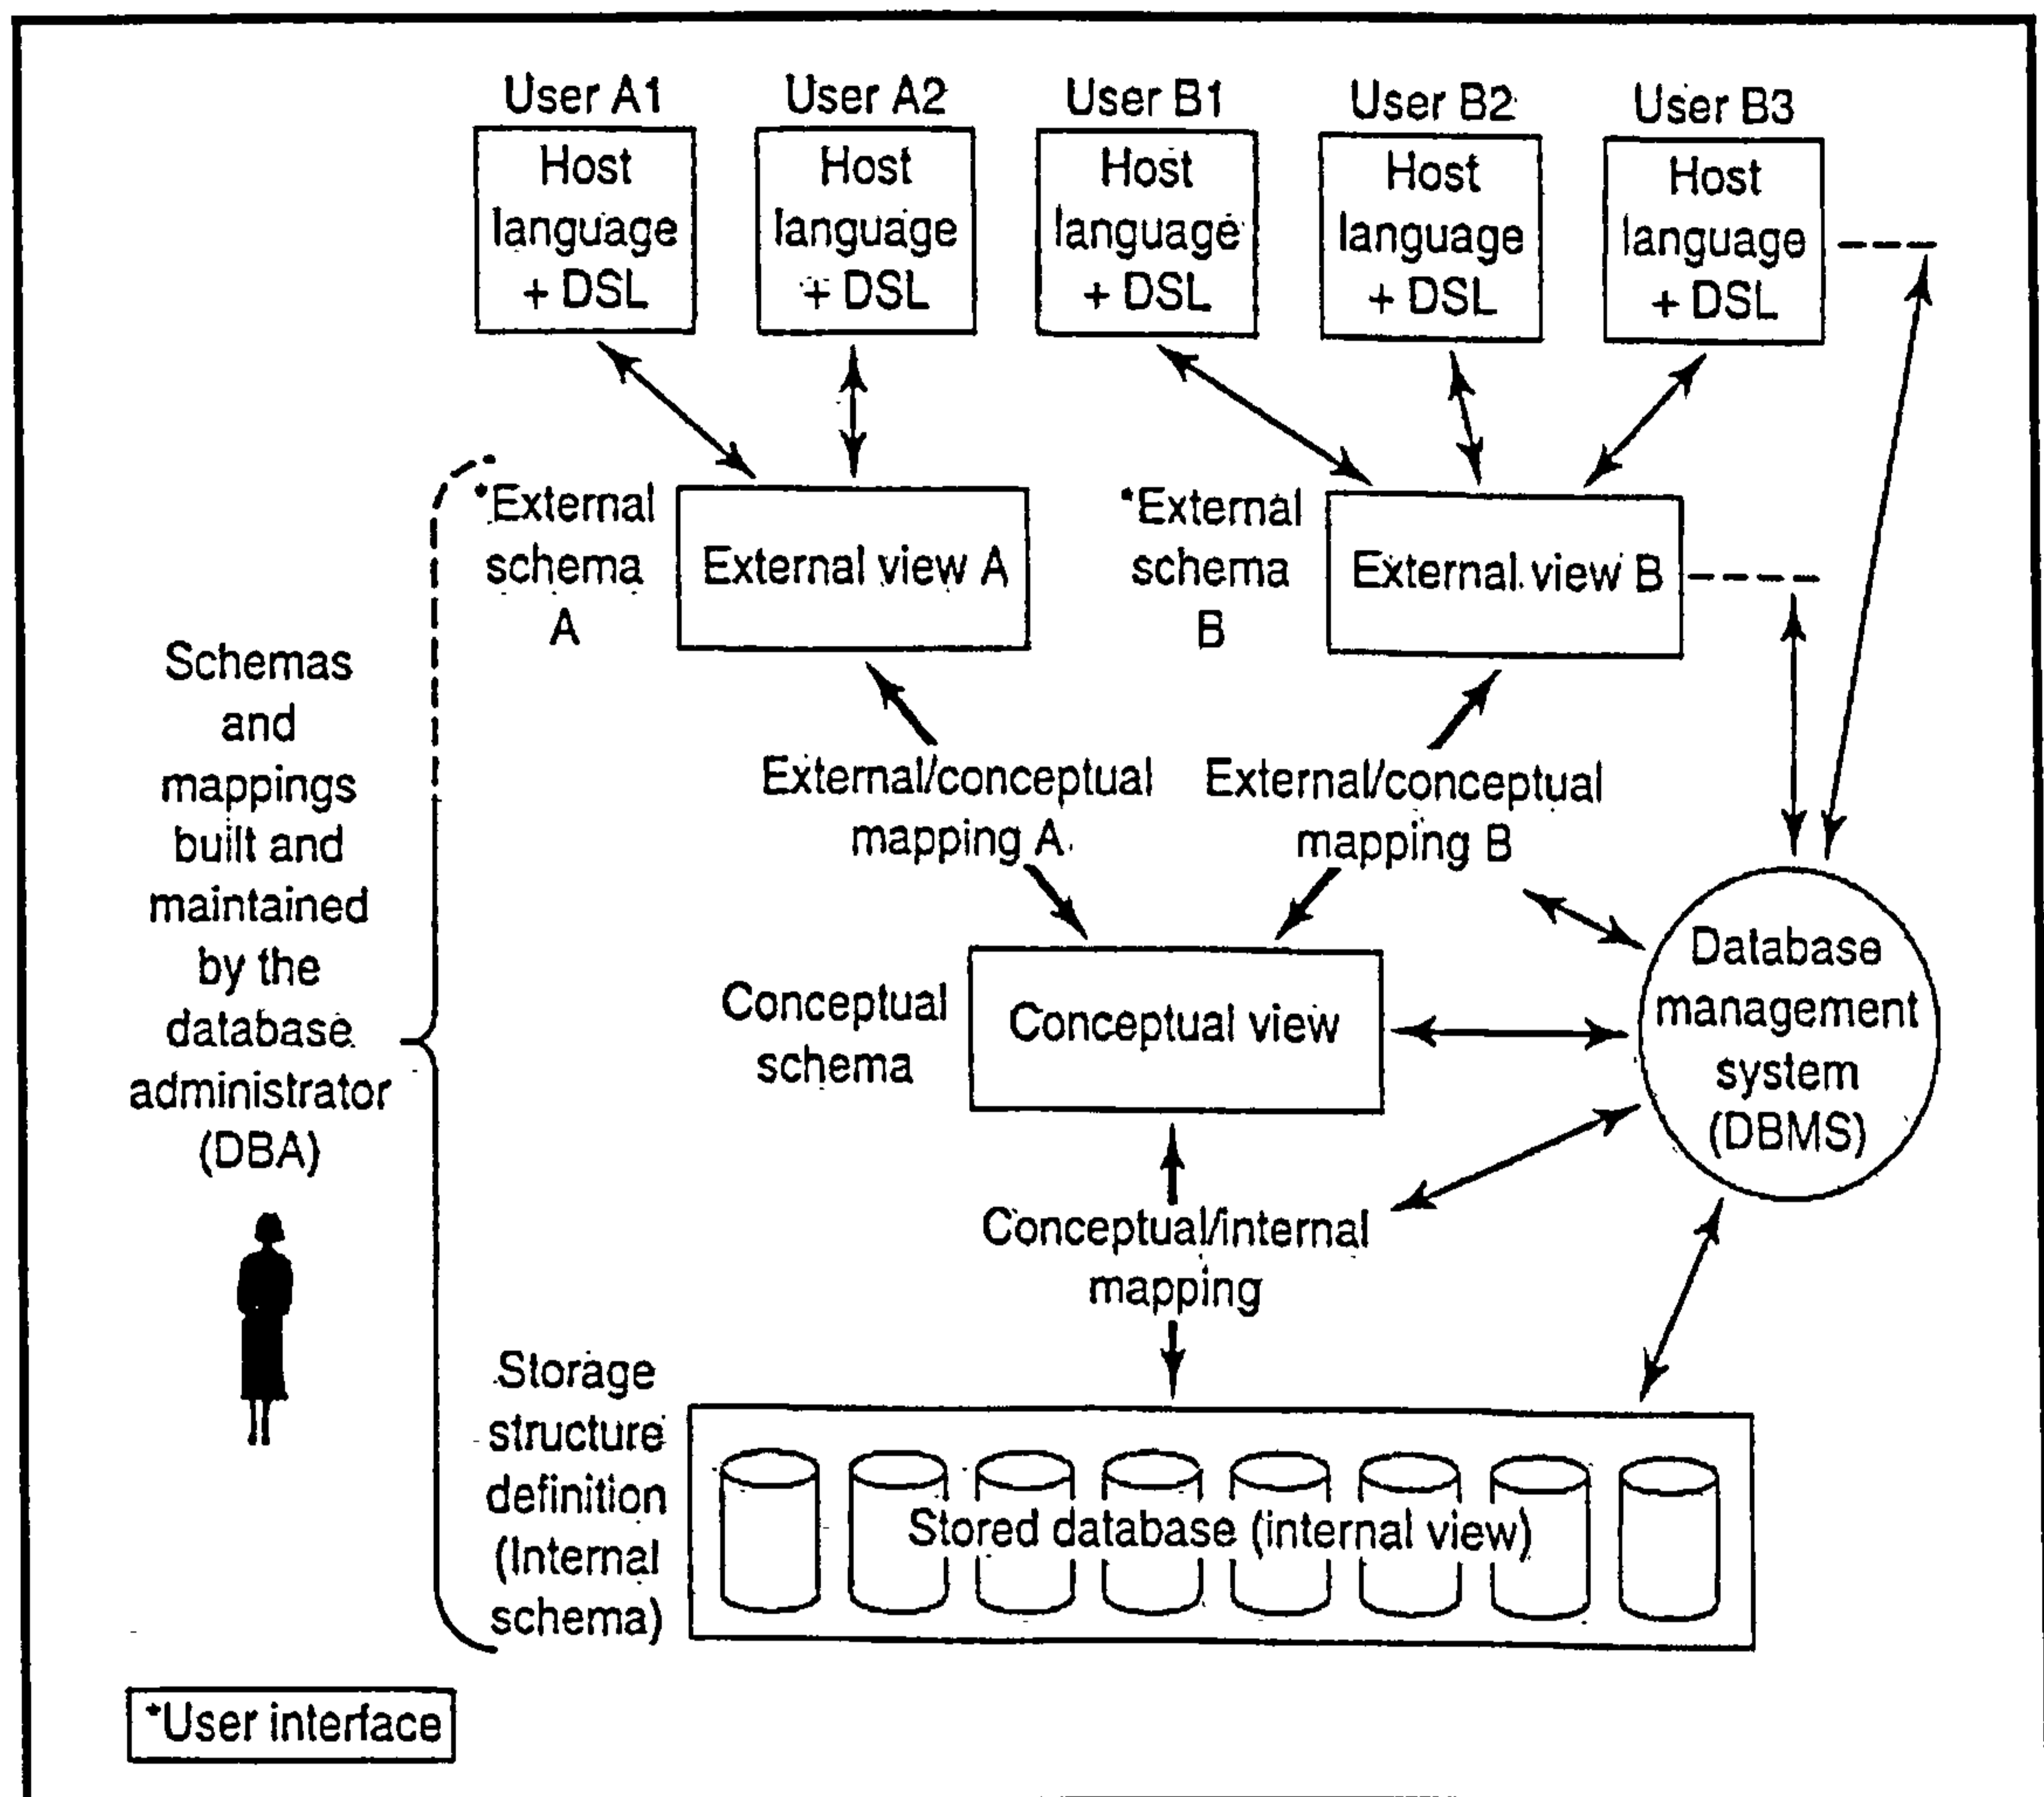 User A1
User A2
User B1
User B2
User B3
Host
language
+ DSL
Host
language
+ DSL
Host
language
+ DSL
Host
language
+ DSL
Host
language
+ DSL
*External
schema
A
External view A
*External
schema
B
External view B
Schemas
and
mappings
built and
maintained
by the
database
administrator
(DBA)
External/conceptual
mapping A
External/conceptual
mapping B
Conceptual
schema
Conceptual view
Database
management
system
(DBMS)
Conceptual/internal
mapping
Storage
structure
definition
(Internal
schema)
Stored database (internal view)
*User interface